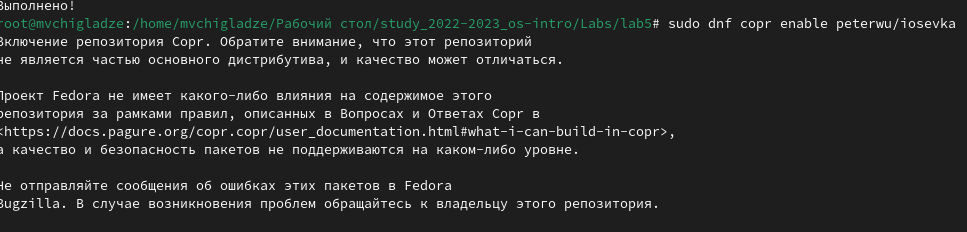 Выполнено!
root@mvchigladze:/home/mvchigladze/Рабочий стол/study_2022-2023_os-intro/Labs/lab5# sudo dnf copr enable peterwu/iosevka
Включение репозитория Copr. Обратите внимание, что этот репозиторий
не является частью основного дистрибутива, и качество может отличаться.
Проект Fedora не имеет какого-либо влияния на содержимое этого
репозитория за рамками правил, описанных в Вопросах и Ответах Copr в
<https://docs.pagure.org/copr.copr/user_documentation.html#what-i-can-build-in-copr>,
а качество и безопасность пакетов не поддерживаются на каком-либо уровне.
Не отправляйте сообщения об ошибках этих пакетов в Fedora
Bugzilla. В случае возникновения проблем обращайтесь к владельцу этого репозитория.